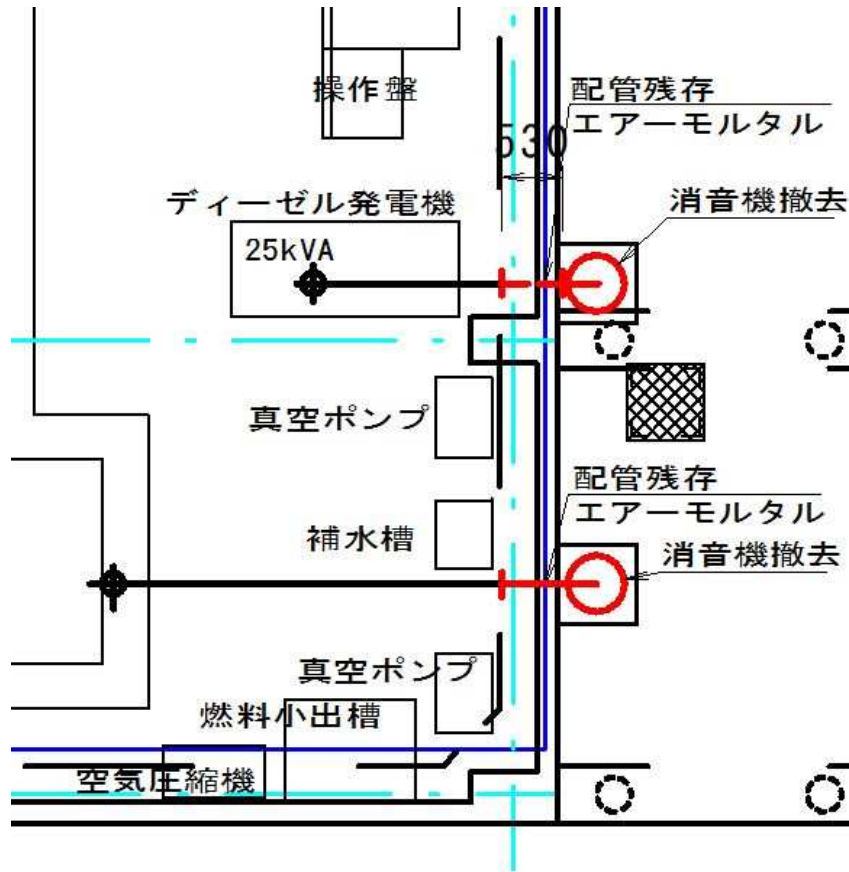 操作盤
配管残存
エアーモルタル
530
ディーゼル発電機
消音機撤去
25kVA
真空ポンプ
配管残存
エアーモルタル
補水槽
消音機撤去
真空ポンプ
燃料小出槽
空気圧縮機